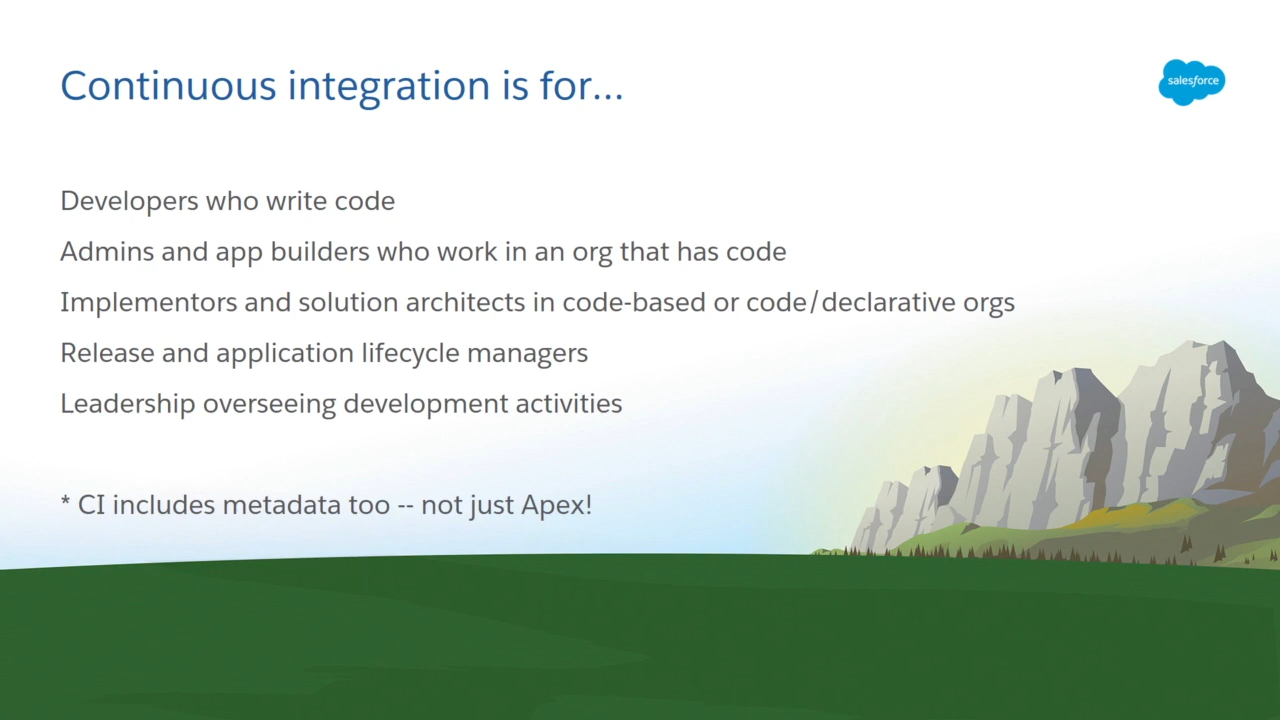 Continuous integration is for...
salesforce
Developers who write code
Admins and app builders who work in an org that has code
Implementors and solution architects in code-based or code/declarative orgs
Release and application lifecycle managers
Leadership overseeing development activities
* CI includes metadata too -- not just Apex!